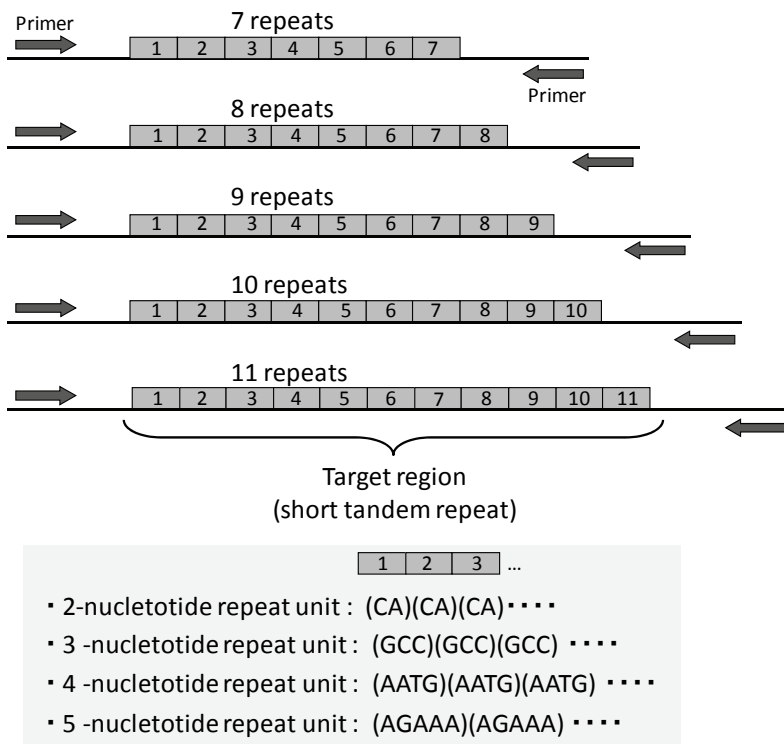 7 repeats
Primer
1 2 3 4 5 6 7
Primer
8 repeats
1 2 3 4 5 6 7 8
9 repeats
1 2 3 4 5 6 7 8 9
10 repeats
1 2 3 4 5 6 7 8 9 10
11 repeats
1 2 3 4 5 6 7 8 9 10 11
Target region
(short tandem repeat)
1 2 3 ...
・2-nucletotide repeat unit : (CA)(CA)(CA)････
・3 -nucletotide repeat unit : (GCC)(GCC)(GCC) ････
・4 -nucletotide repeat unit : (AATG)(AATG)(AATG) ････
・5 -nucletotide repeat unit : (AGAAA)(AGAAA) ････